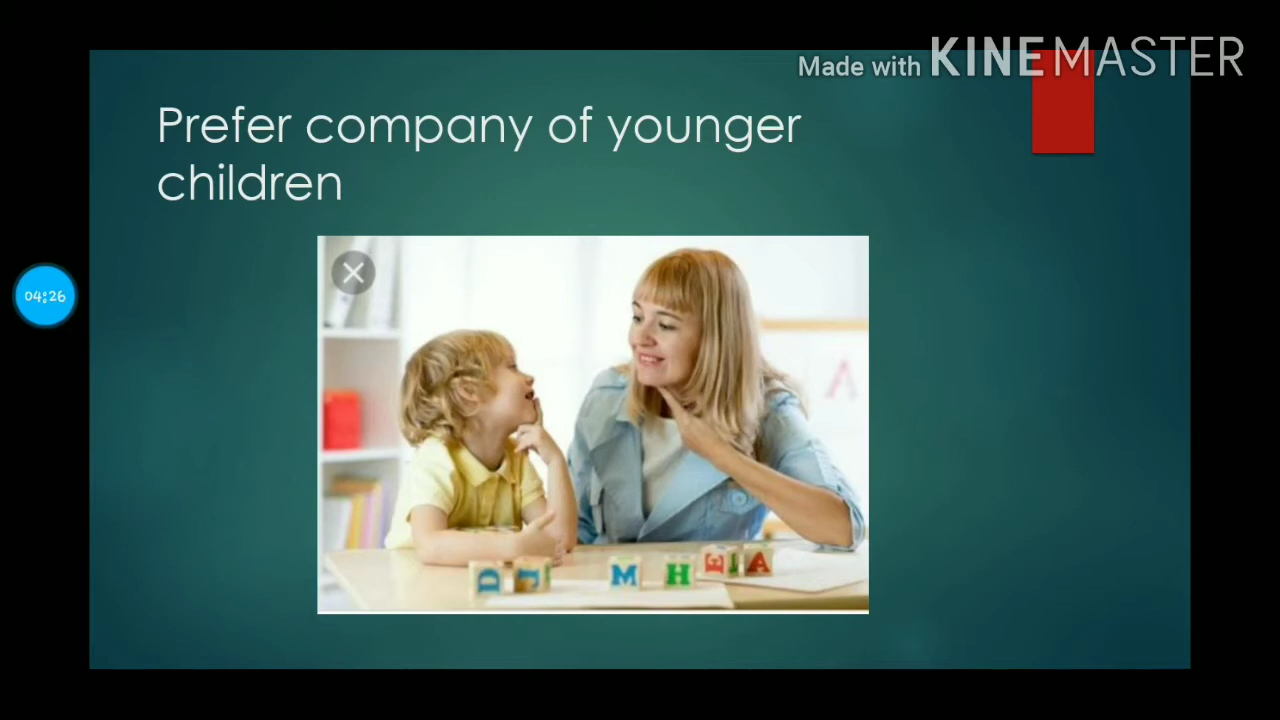 Made with KINEMASTER
Prefer company of younger
children
04:26
D J M H E A
A